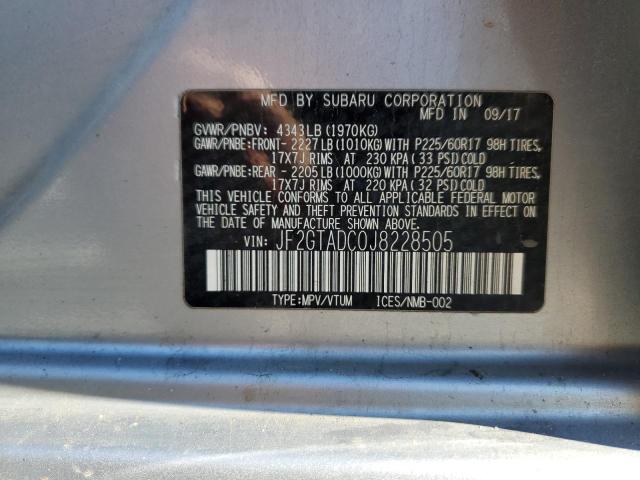 MFD BY SUBARU CORPORATION
MFD IN 09/17
GVWR/PNBV: 4343LB (1970KG)
GAWR/PNBE:FRONT- 2227LB (1010KG)WITH P225/60R17 98H TIRES,
17X7J RIMS AT 230 KPA (33 PSI)COLD
GAWR/PNBE:REAR - 2205LB (1000KG)WITH P225/60R17 98H TIRES,
17X7J RIMS AT 220 KPA (32 PSI)COLD
THIS VEHICLE CONFORMS TO ALL APPLICABLE FEDERAL MOTOR
VEHICLE SAFETY AND THEFT PREVENTION STANDARDS IN EFFECT ON
THE DATE OF MANUFACTURE SHOWN ABOVE.
VIN: JF2GTADC0J8228505
TYPE:MPV/VTUM ICES/NMB-002